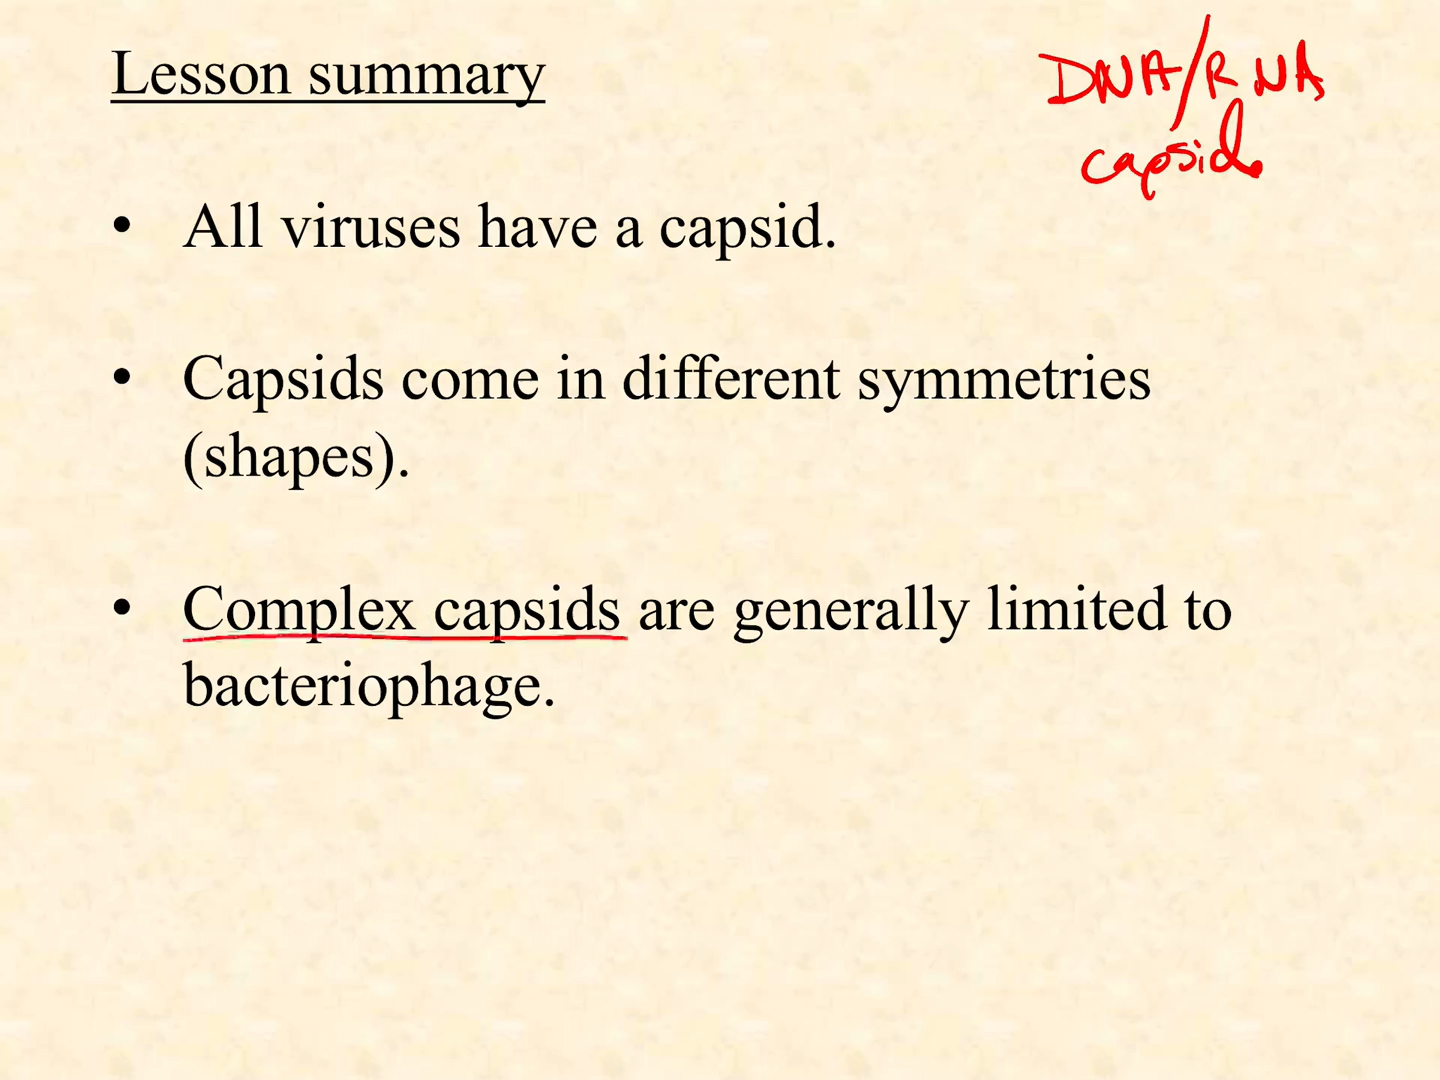 Lesson summary
DNA/RNA
capsid
• All viruses have a capsid.
• Capsids come in different symmetries
(shapes).
• Complex capsids are generally limited to
bacteriophage.